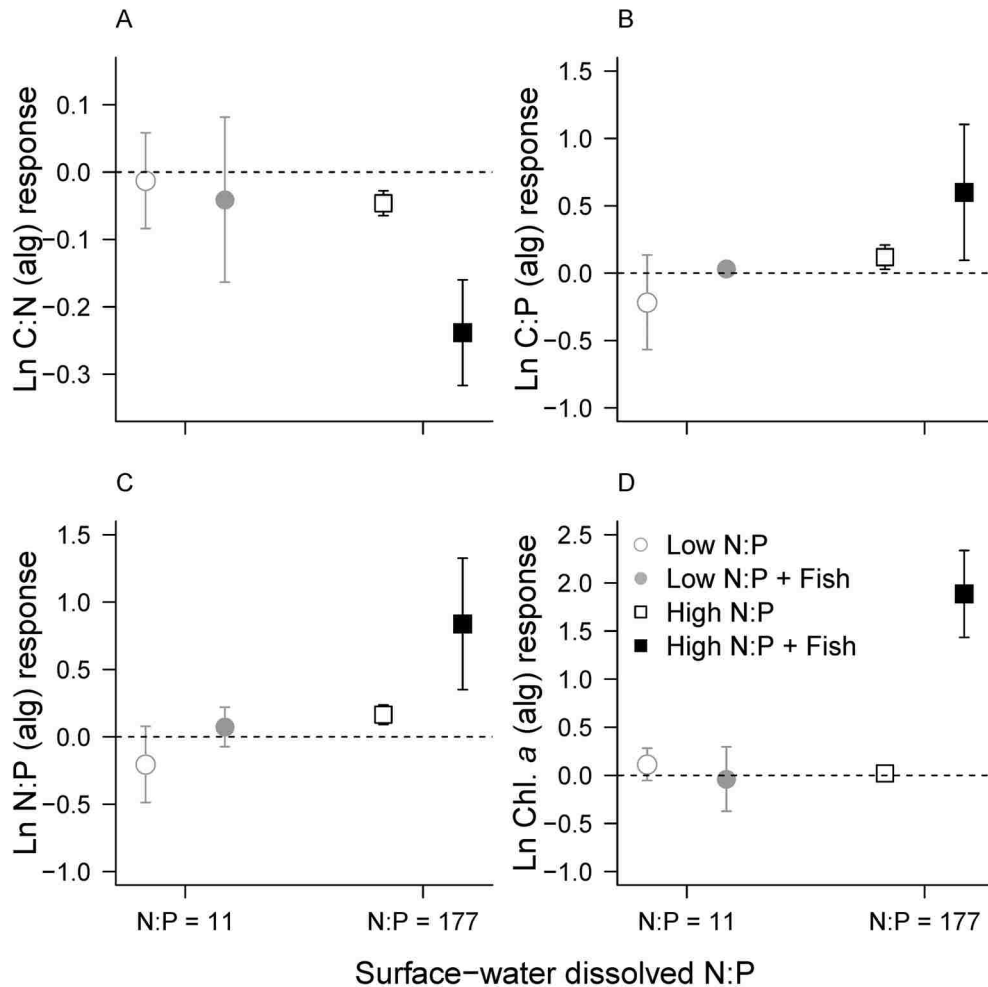 A
B
Ln C:N (alg) response
0.1
0.0
−0.1
−0.2
−0.3
Ln C:P (alg) response
1.5
1.0
0.5
0.0
−0.5
−1.0
C
D
Ln N:P (alg) response
1.5
1.0
0.5
0.0
−0.5
−1.0
Ln Chl. a (alg) response
2.5
2.0
1.5
1.0
0.5
0.0
−0.5
−1.0
Low N:P
Low N:P + Fish
High N:P
High N:P + Fish
N:P = 11
N:P = 177
N:P = 11
N:P = 177
Surface−water dissolved N:P